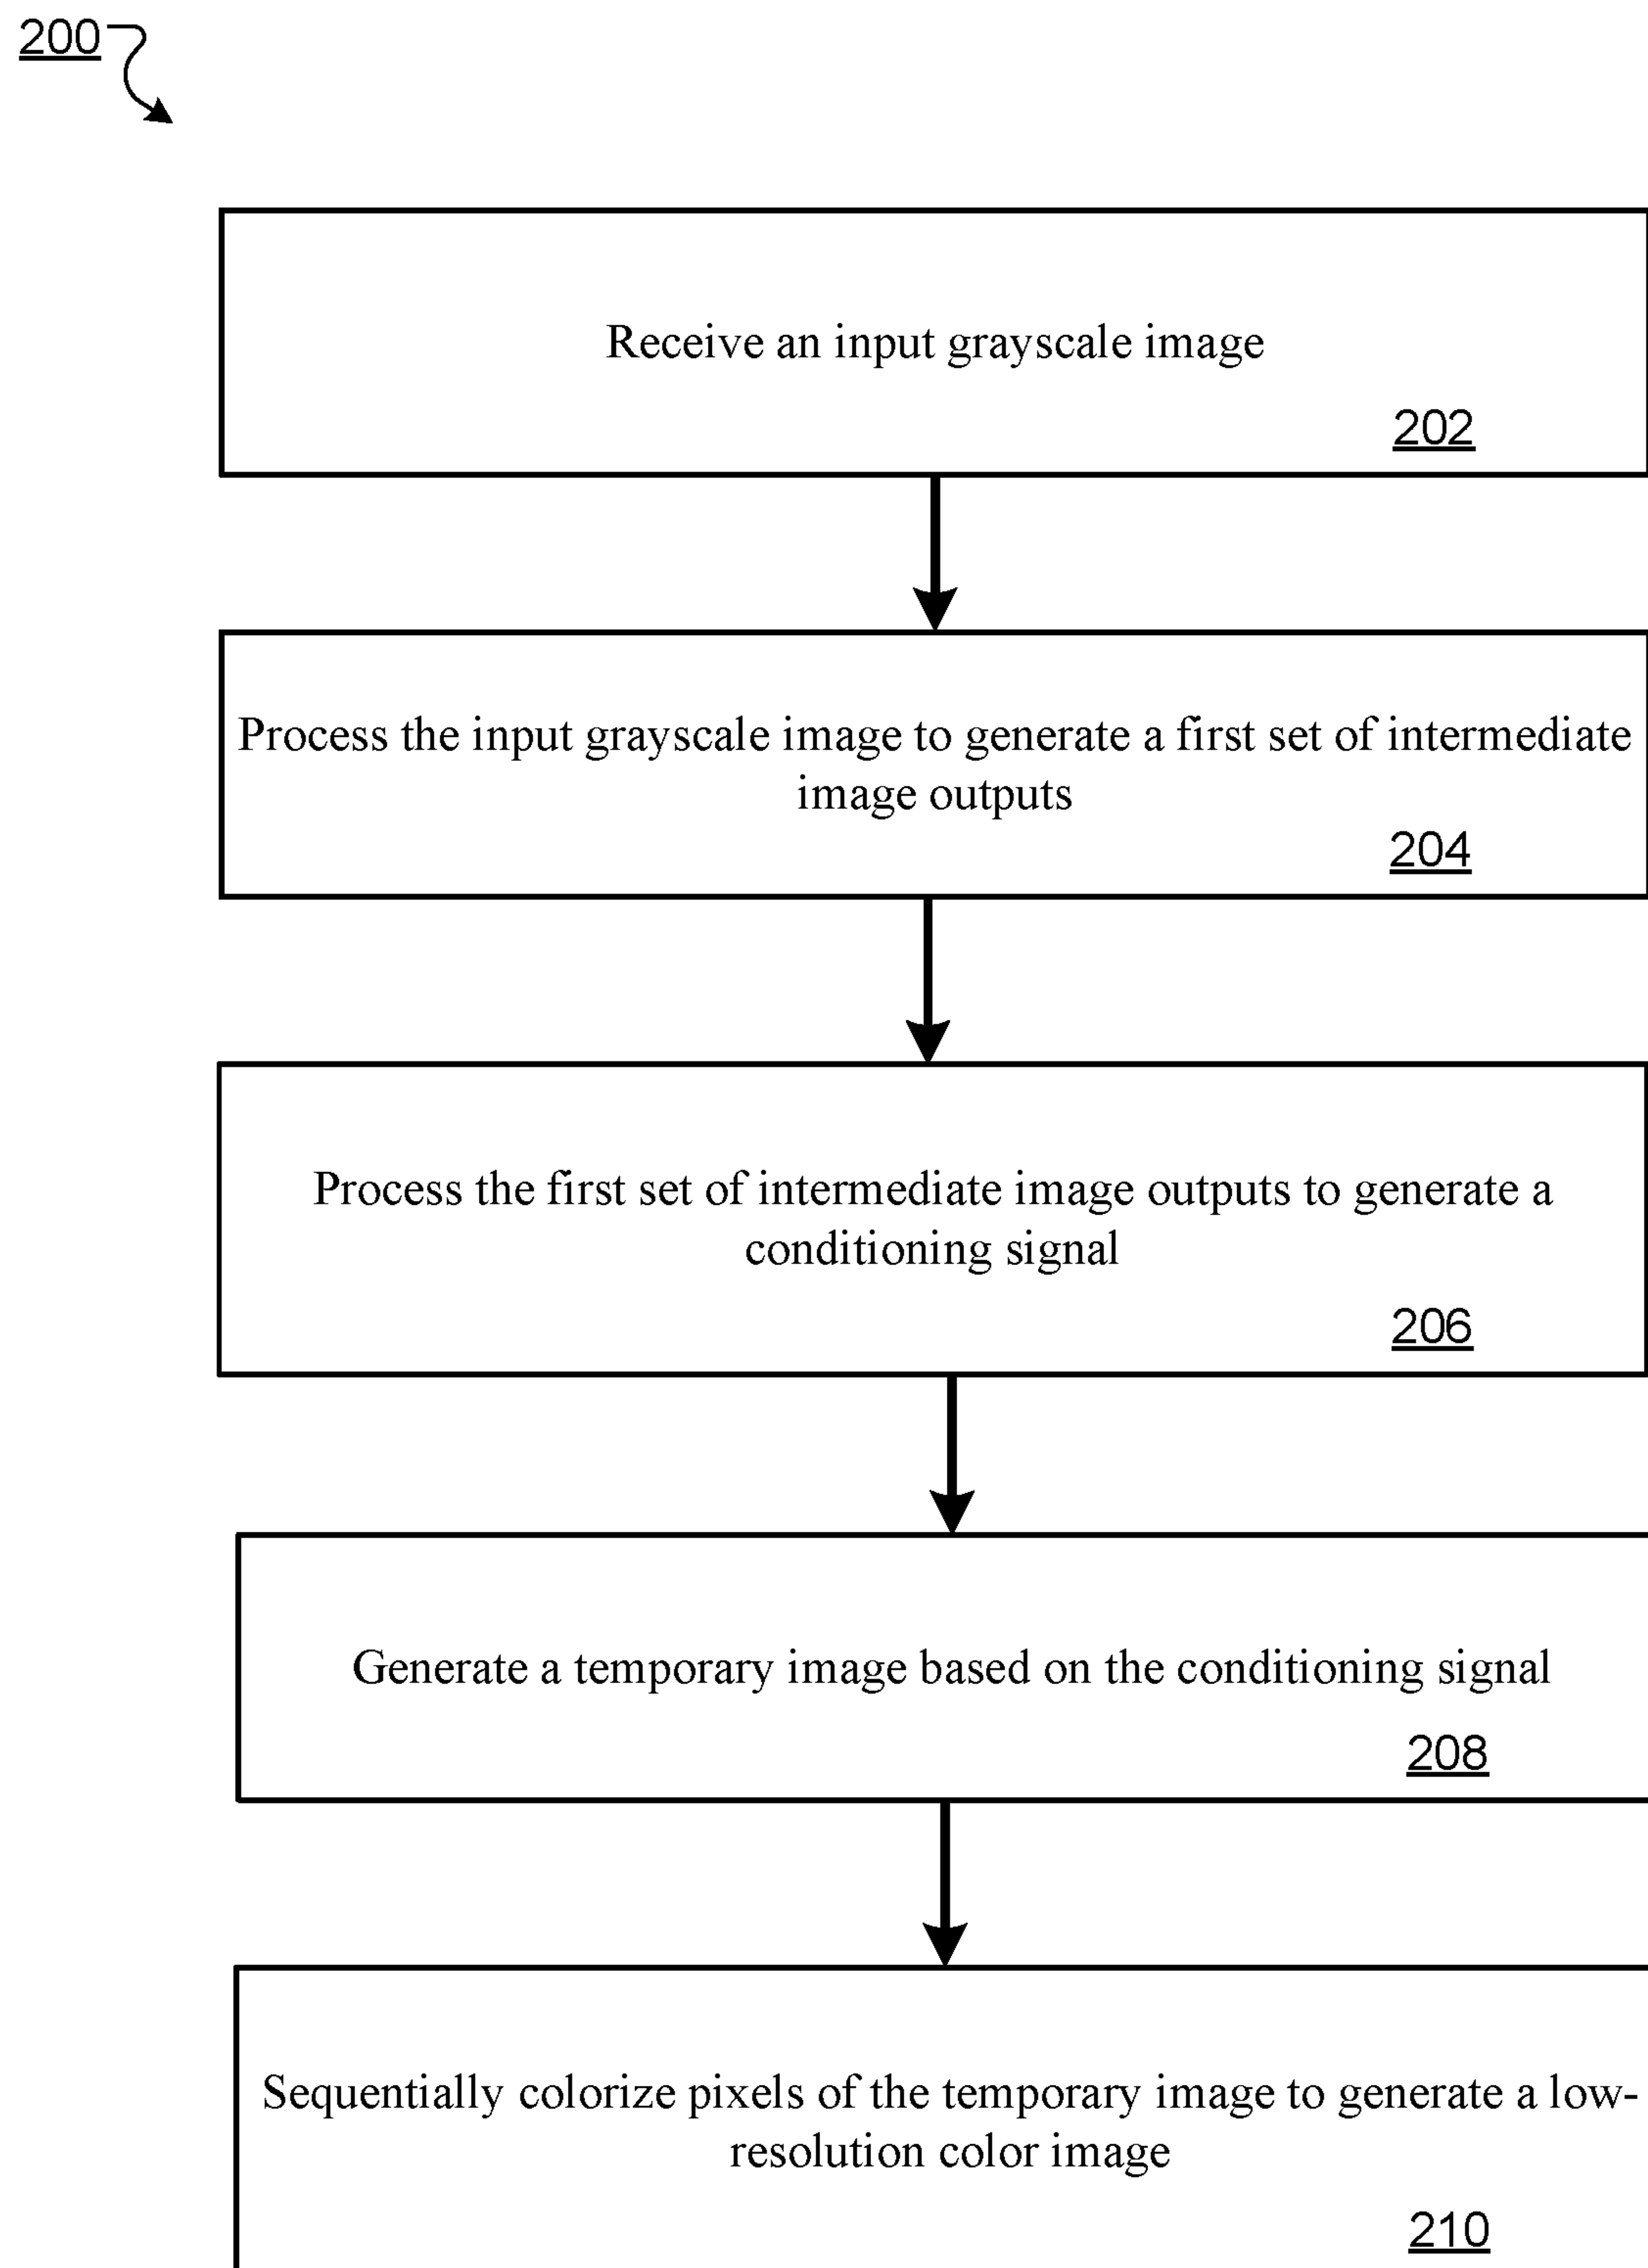 200
Receive an input grayscale image
202
Process the input grayscale image to generate a first set of intermediate
image outputs
204
Process the first set of intermediate image outputs to generate a
conditioning signal
206
Generate a temporary image based on the conditioning signal
208
Sequentially colorize pixels of the temporary image to generate a low-
resolution color image
210